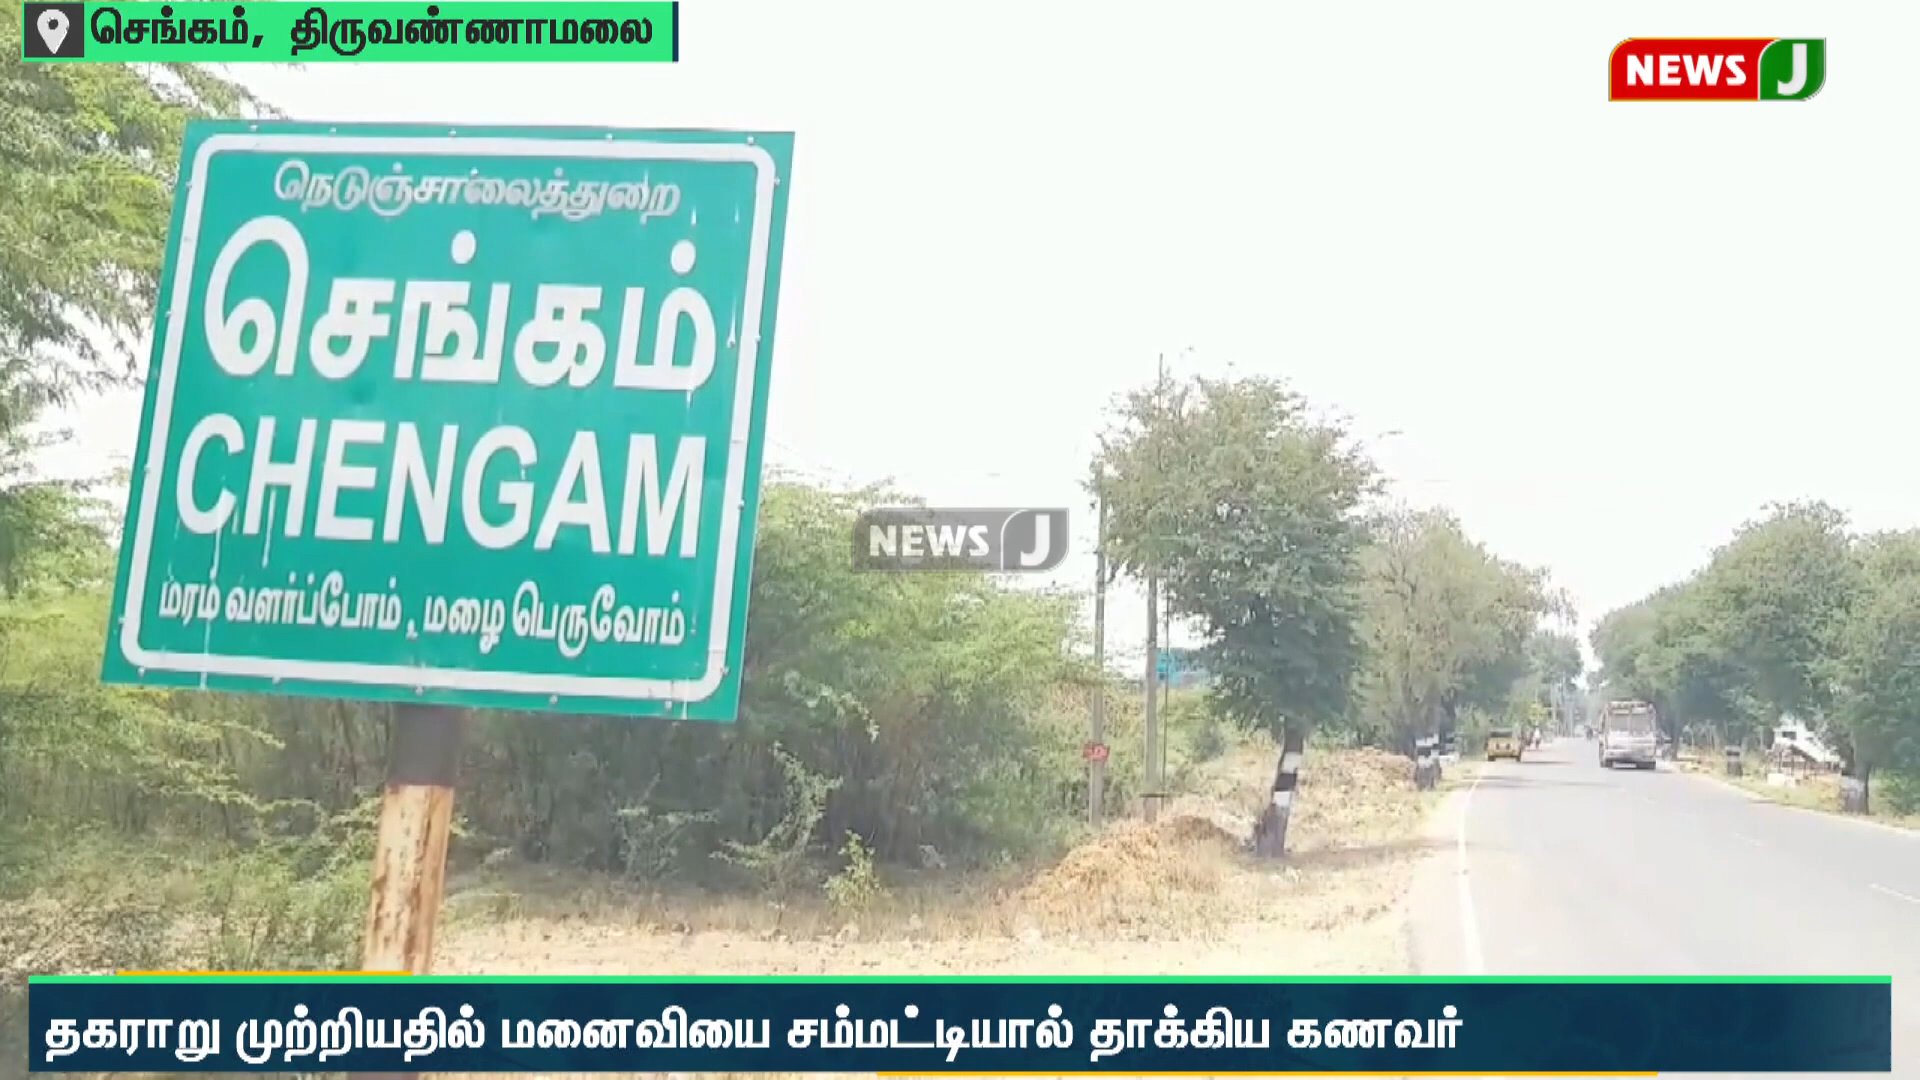 செங்கம், திருவண்ணாமலை
NEWS J
நெடுஞ்சாலைத்துறை
செங்கம்
CHENGAM
மரம் வளர்ப்போம், மழை பெருவோம்
NEWS J
தகராறு முற்றியதில் மனைவியை சம்மட்டியால் தாக்கிய கணவர்